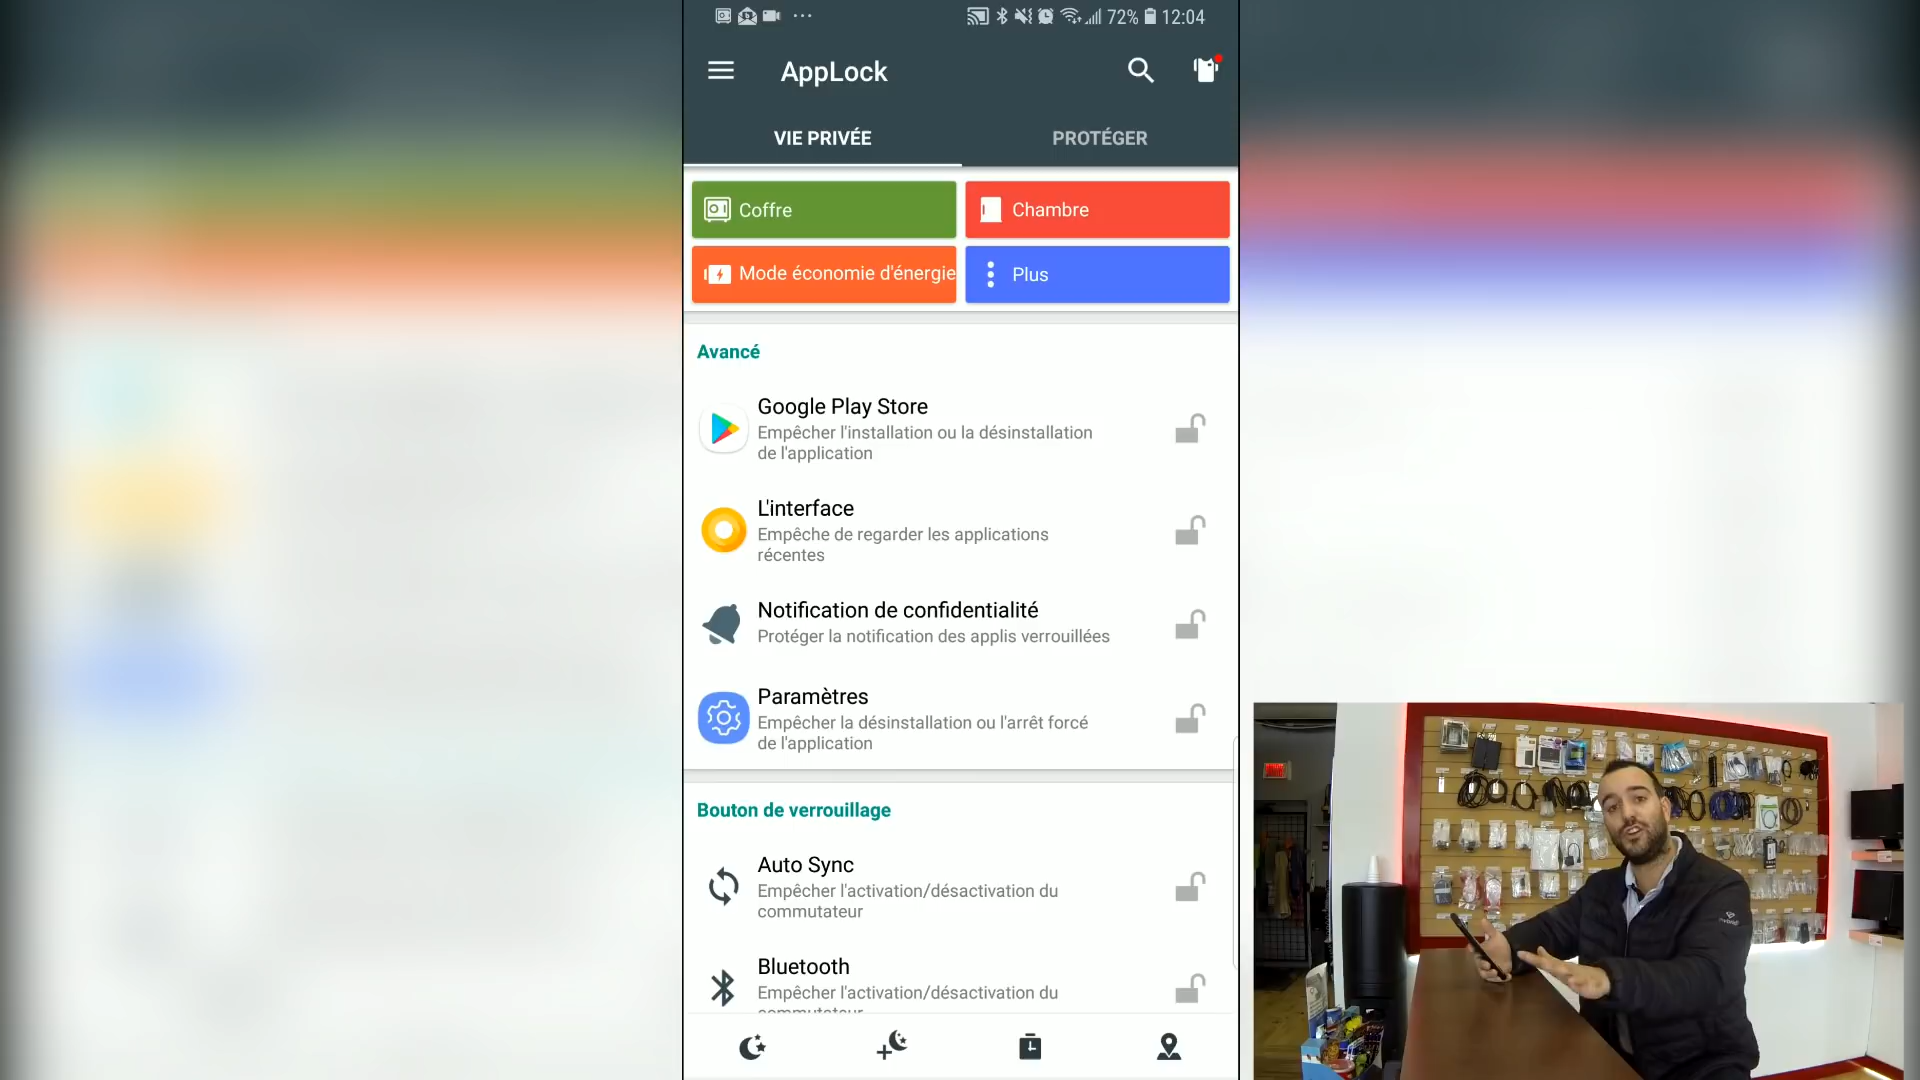 72% 12:04
AppLock
VIE PRIVÉE
PROTÉGER
Coffre
Chambre
Mode économie d'énergie
Plus
Avancé
Google Play Store
Empêcher l'installation ou la désinstallation
de l'application
L'interface
Empêche de regarder les applications
récentes
Notification de confidentialité
Protéger la notification des applis verrouillées
Paramètres
Empêcher la désinstallation ou l'arrêt forcé
de l'application
Bouton de verrouillage
Auto Sync
Empêcher l'activation/désactivation du
commutateur
Bluetooth
Empêcher l'activation/désactivation du
commutateur